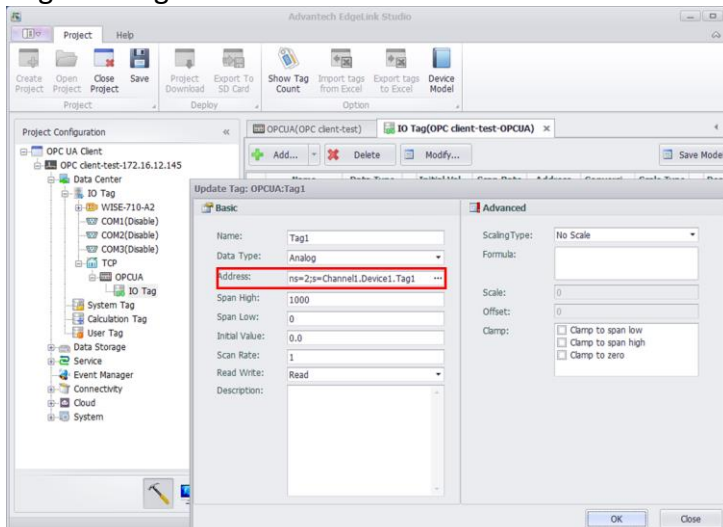 Advantech EdgeLink Studio
Project Help
Create Project
Open Project
Close Project
Save
Project Download
Export To SD Card
Show Tag Count
Import tags from Excel
Export tags to Excel
Device Model
Project Deploy Option
Project Configuration
OPCUA(OPC client-test) IO Tag(OPC client-test-OPCUA)
Add... Delete Modify... Save Mode
OPC UA Client
OPC client-test-172.16.12.145
Data Center
IO Tag
WISE-710-A2
COM1(Disable)
COM2(Disable)
COM3(Disable)
TCP
OPCUA
IO Tag
System Tag
Calculation Tag
User Tag
Data Storage
Service
Event Manager
Connectivity
Cloud
System
Update Tag: OPCUA:Tag1
Basic
Name: Tag1
Data Type: Analog
Address: ns=2;s=Channel1.Device1.Tag1 ...
Span High: 1000
Span Low: 0
Initial Value: 0.0
Scan Rate: 1
Read Write: Read
Description:
Advanced
ScalingType: No Scale
Formula:
Scale: 0
Offset: 0
Clamp: Clamp to span low
Clamp to span high
Clamp to zero
OK Close